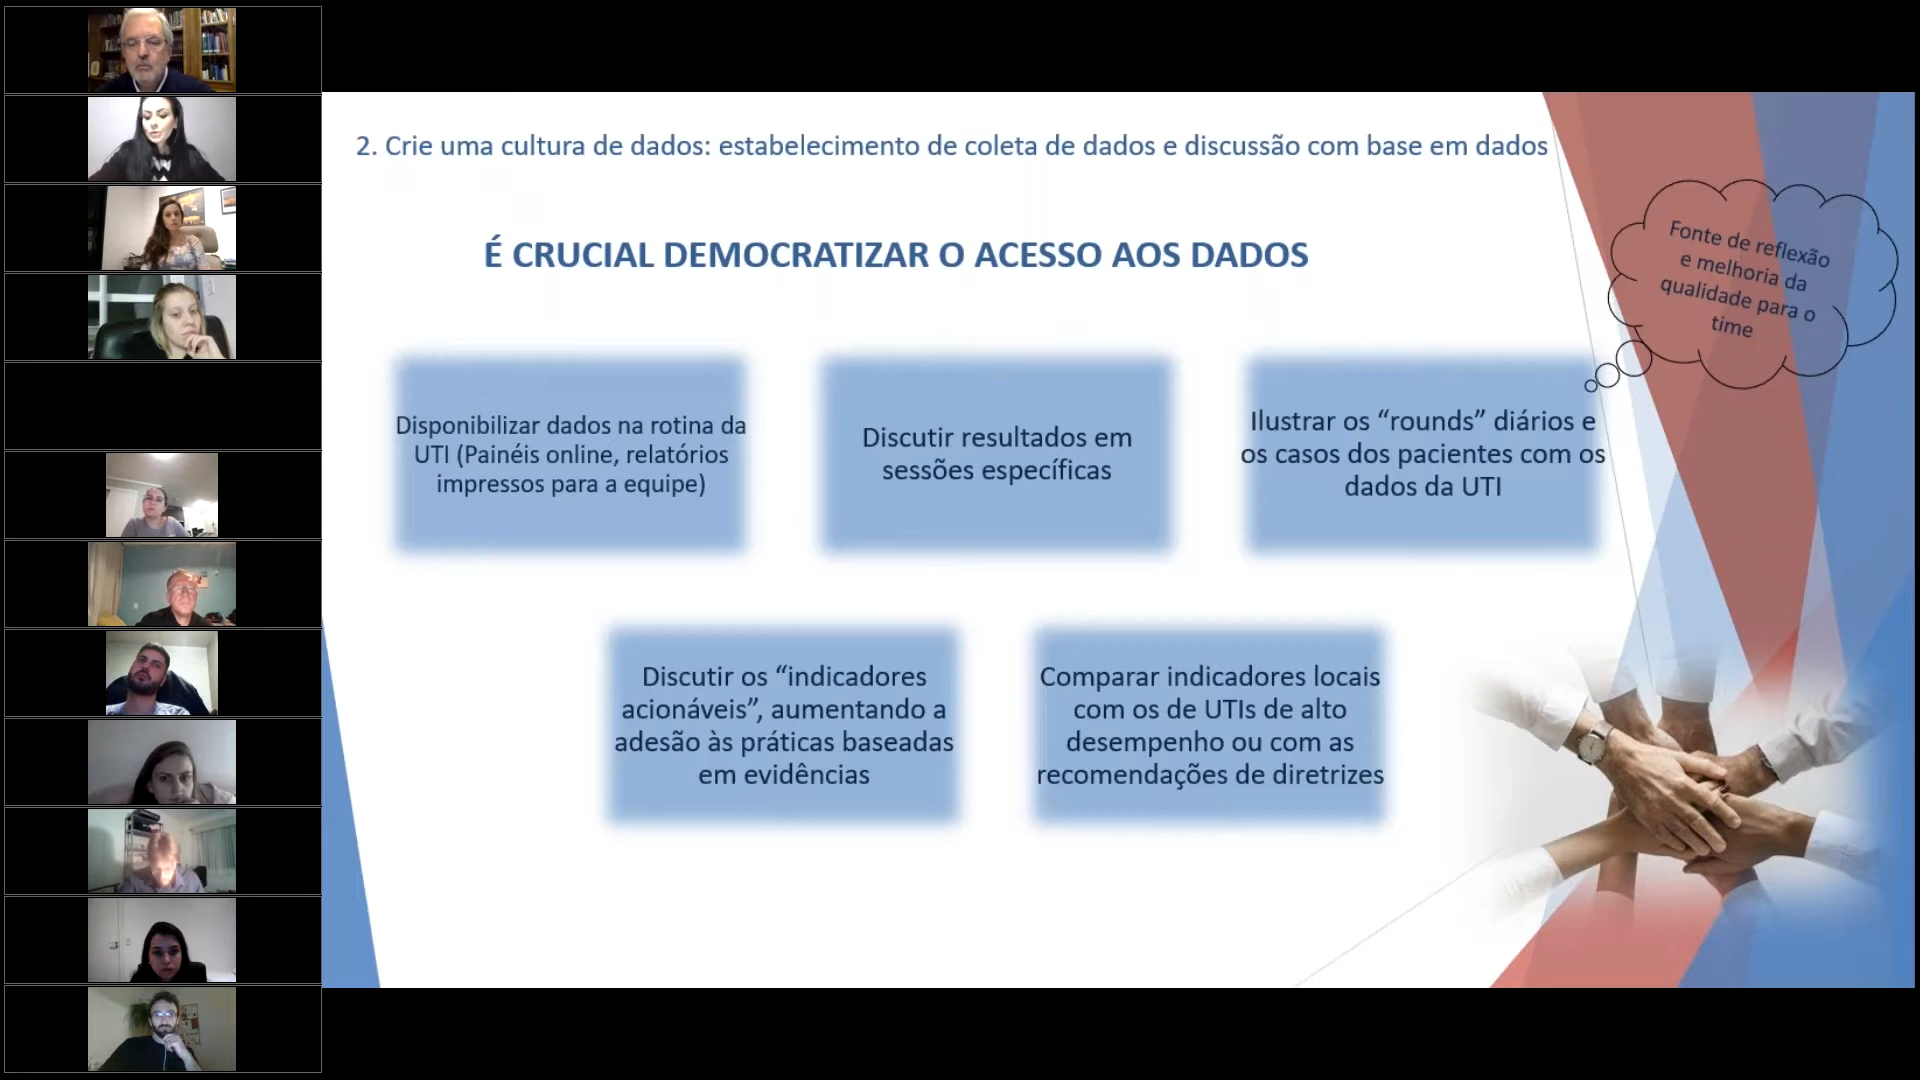 2. Crie uma cultura de dados: estabelecimento de coleta de dados e discussão com base em dados
É CRUCIAL DEMOCRATIZAR O ACESSO AOS DADOS
Fonte de reflexão
e melhoria da
qualidade para o
time
Disponibilizar dados na rotina da
UTI (Painéis online, relatórios
impressos para a equipe)
Discutir resultados em
sessões específicas
Ilustrar os “rounds” diários e
os casos dos pacientes com os
dados da UTI
Discutir os “indicadores
acionáveis”, aumentando a
adesão às práticas baseadas
em evidências
Comparar indicadores locais
com os de UTIs de alto
desempenho ou com as
recomendações de diretrizes